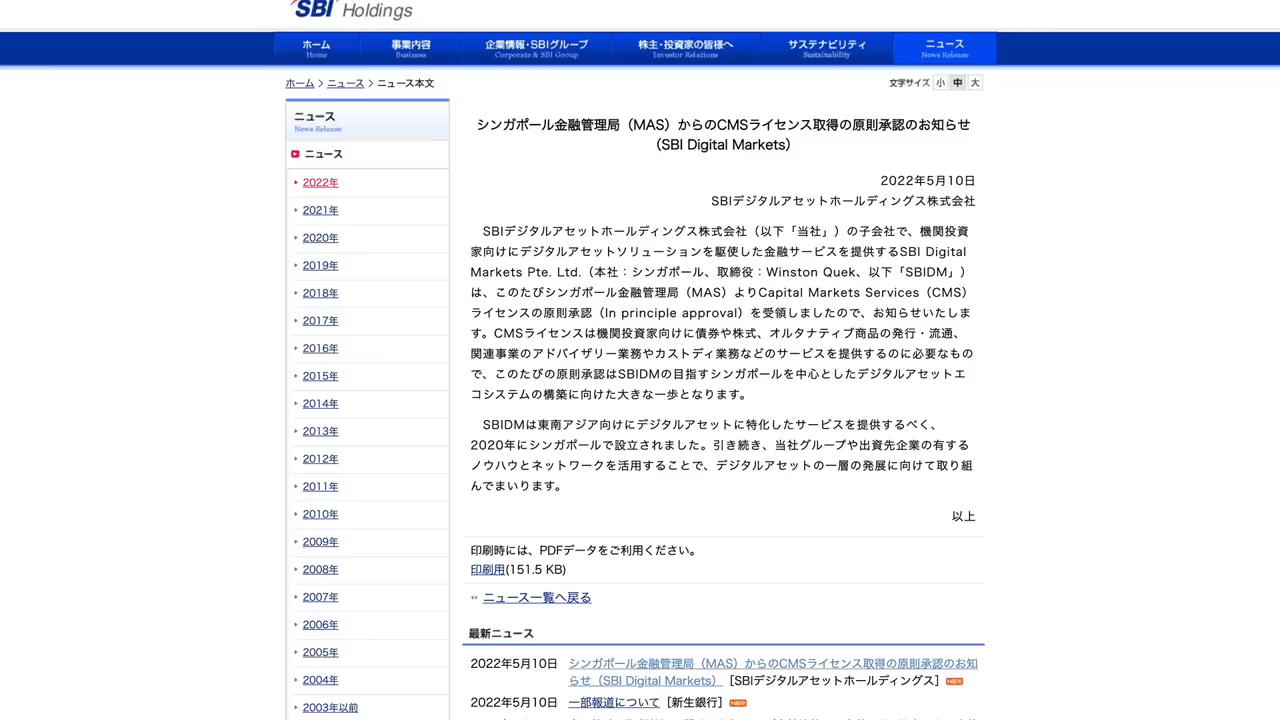 SBI Holdings
ホーム 事業内容 企業情報・SBIグループ 株主・投資家の皆様へ サステナビリティ ニュース
Home Business Corporate & SBI Group Investor Relations Sustainability News Release
ホーム > ニュース > ニュース本文
文字サイズ 小 中 大
ニュース
News Release
ニュース
2022年
2021年
2020年
2019年
2018年
2017年
2016年
2015年
2014年
2013年
2012年
2011年
2010年
2009年
2008年
2007年
2006年
2005年
2004年
2003年以前
シンガポール金融管理局（MAS）からのCMSライセンス取得の原則承認のお知らせ
（SBI Digital Markets）
2022年5月10日
SBIデジタルアセットホールディングス株式会社
SBIデジタルアセットホールディングス株式会社（以下「当社」）の子会社で、機関投資
家向けにデジタルアセットソリューションを駆使した金融サービスを提供するSBI Digital
Markets Pte. Ltd.（本社：シンガポール、取締役：Winston Quek、以下「SBIDM」）
は、このたびシンガポール金融管理局（MAS）よりCapital Markets Services（CMS）
ライセンスの原則承認（In principle approval）を受領しましたので、お知らせいたしま
す。CMSライセンスは機関投資家向けに債券や株式、オルタナティブ商品の発行・流通、
関連事業のアドバイザリー業務やカストディ業務などのサービスを提供するのに必要なもの
で、このたびの原則承認はSBIDMの目指すシンガポールを中心としたデジタルアセットエ
コシステムの構築に向けた大きな一歩となります。
SBIDMは東南アジア向けにデジタルアセットに特化したサービスを提供するべく、
2020年にシンガポールで設立されました。引き続き、当社グループや出資先企業の有する
ノウハウとネットワークを活用することで、デジタルアセットの一層の発展に向けて取り組
んでまいります。
以上
印刷時には、PDFデータをご利用ください。
印刷用(151.5 KB)
ニュース一覧へ戻る
最新ニュース
2022年5月10日 シンガポール金融管理局（MAS）からのCMSライセンス取得の原則承認のお知
らせ（SBI Digital Markets）［SBIデジタルアセットホールディングス］ NEW
2022年5月10日 一部報道について［新生銀行］ NEW